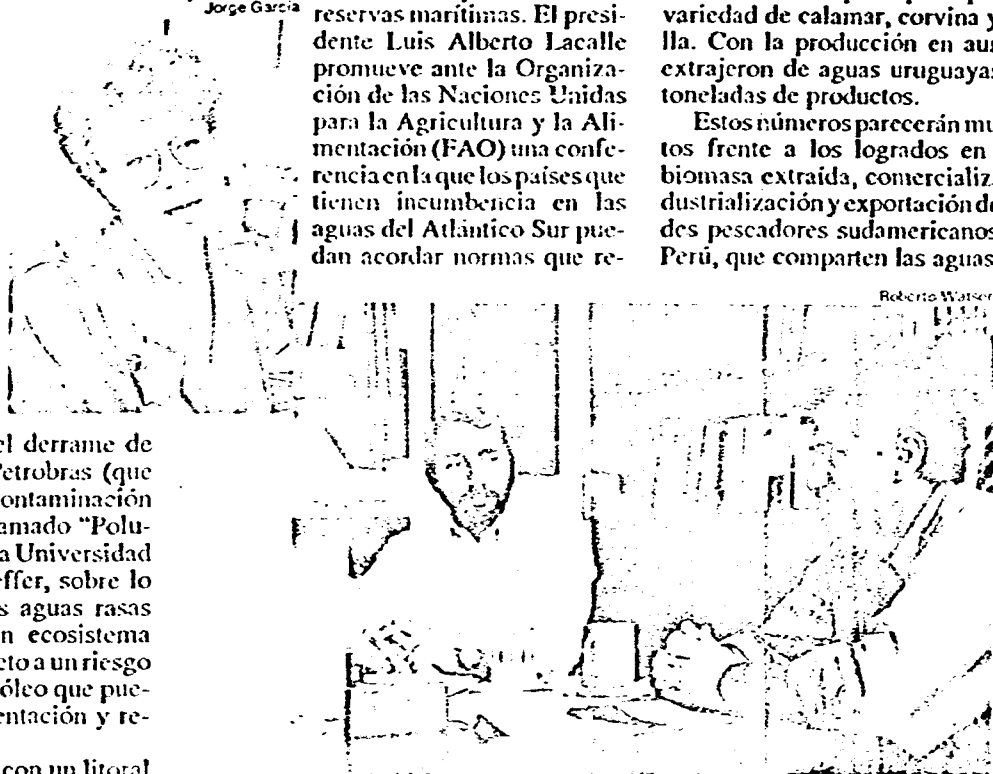 Jorge García
reservas marítimas. El presi-
dente Luis Alberto Lacalle
promueve ante la Organiza-
ción de las Naciones Unidas
para la Agricultura y la Ali-
mentación (FAO) una confe-
rencia en la que los países que
tienen incumbencia en las
aguas del Atlántico Sur pue-
dan acordar normas que re-
variedad de calamar, corvina y
lla. Con la producción en au
extrajeron de aguas uruguayas
toneladas de productos.
Estos números parecerán mu
tos frente a los logrados en
biomasa extraída, comercializ
dustrialización y exportación de
des pescadores sudamericanos
Perú, que comparten las aguas
Roberto Watson
el derrame de
Petrobras (que
ontaminación
amado "Polu-
a Universidad
effer, sobre lo
s aguas rasas
n ecosistema
cto a un riesgo
óleo que pue-
entación y re-
con un litoral